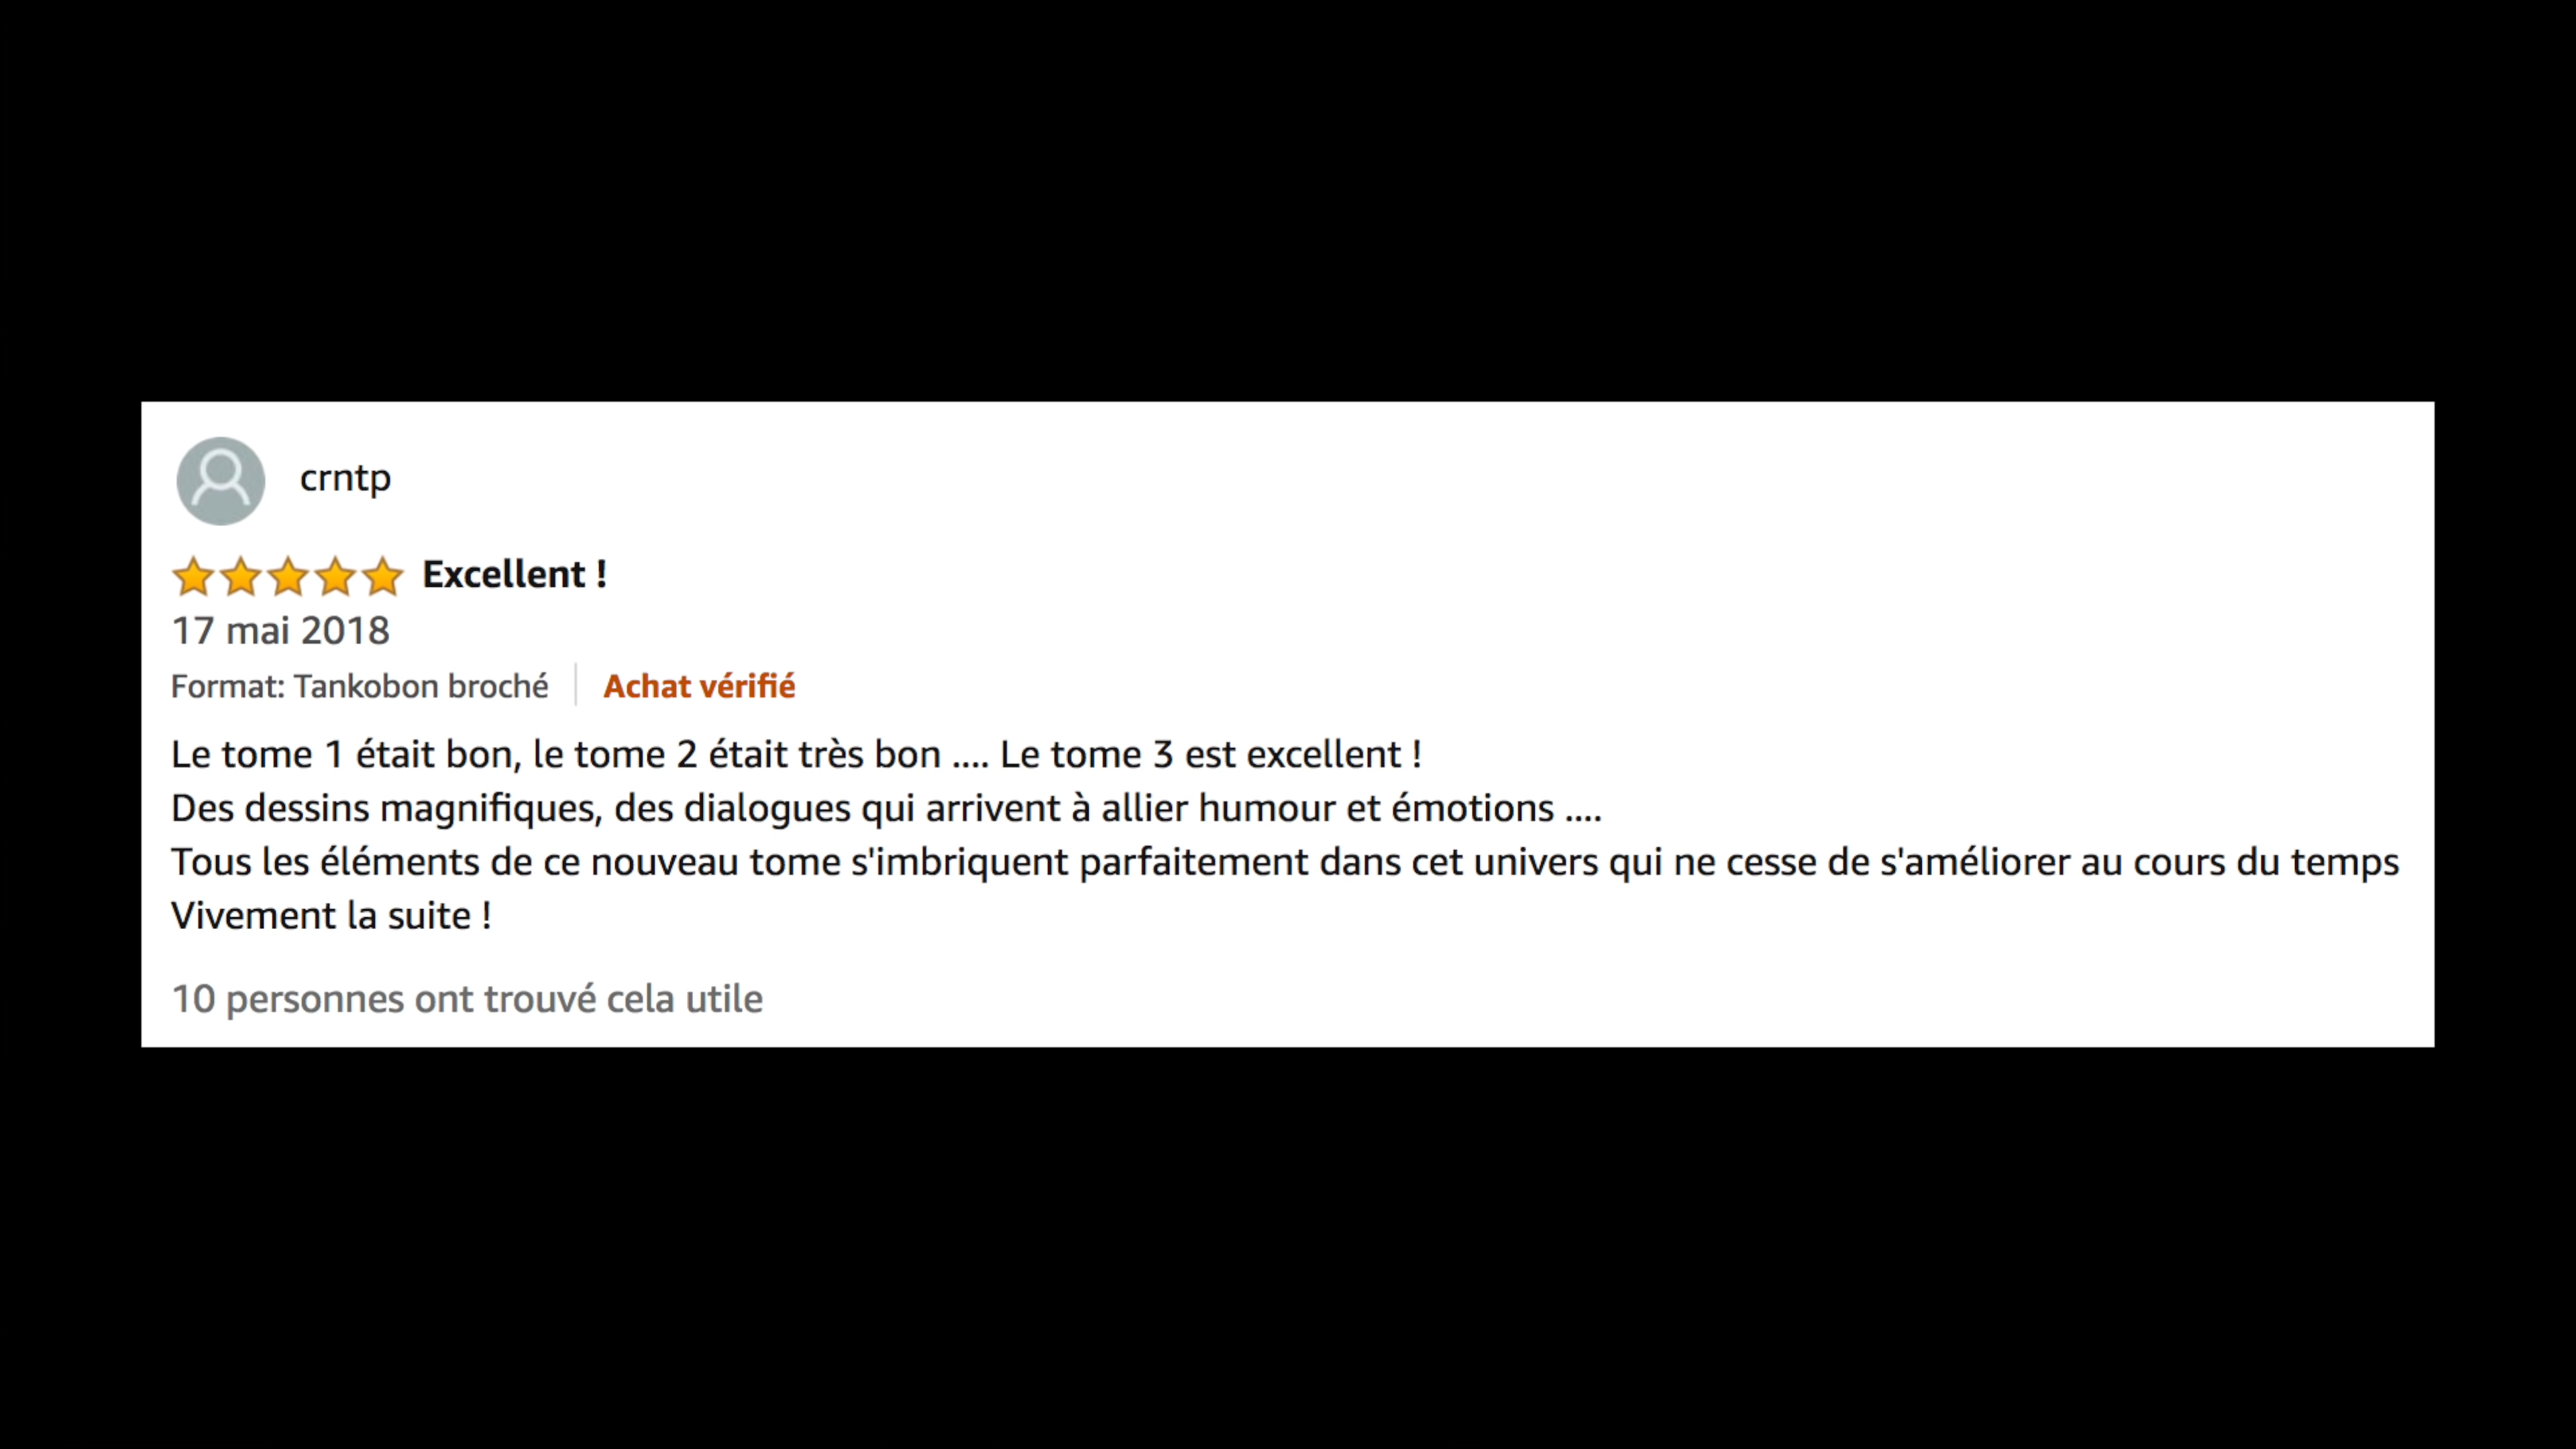 crntp
Excellent !
17 mai 2018
Format: Tankobon broché Achat vérifié
Le tome 1 était bon, le tome 2 était très bon .... Le tome 3 est excellent !
Des dessins magnifiques, des dialogues qui arrivent à allier humour et émotions ....
Tous les éléments de ce nouveau tome s'imbriquent parfaitement dans cet univers qui ne cesse de s'améliorer au cours du temps
Vivement la suite !
10 personnes ont trouvé cela utile